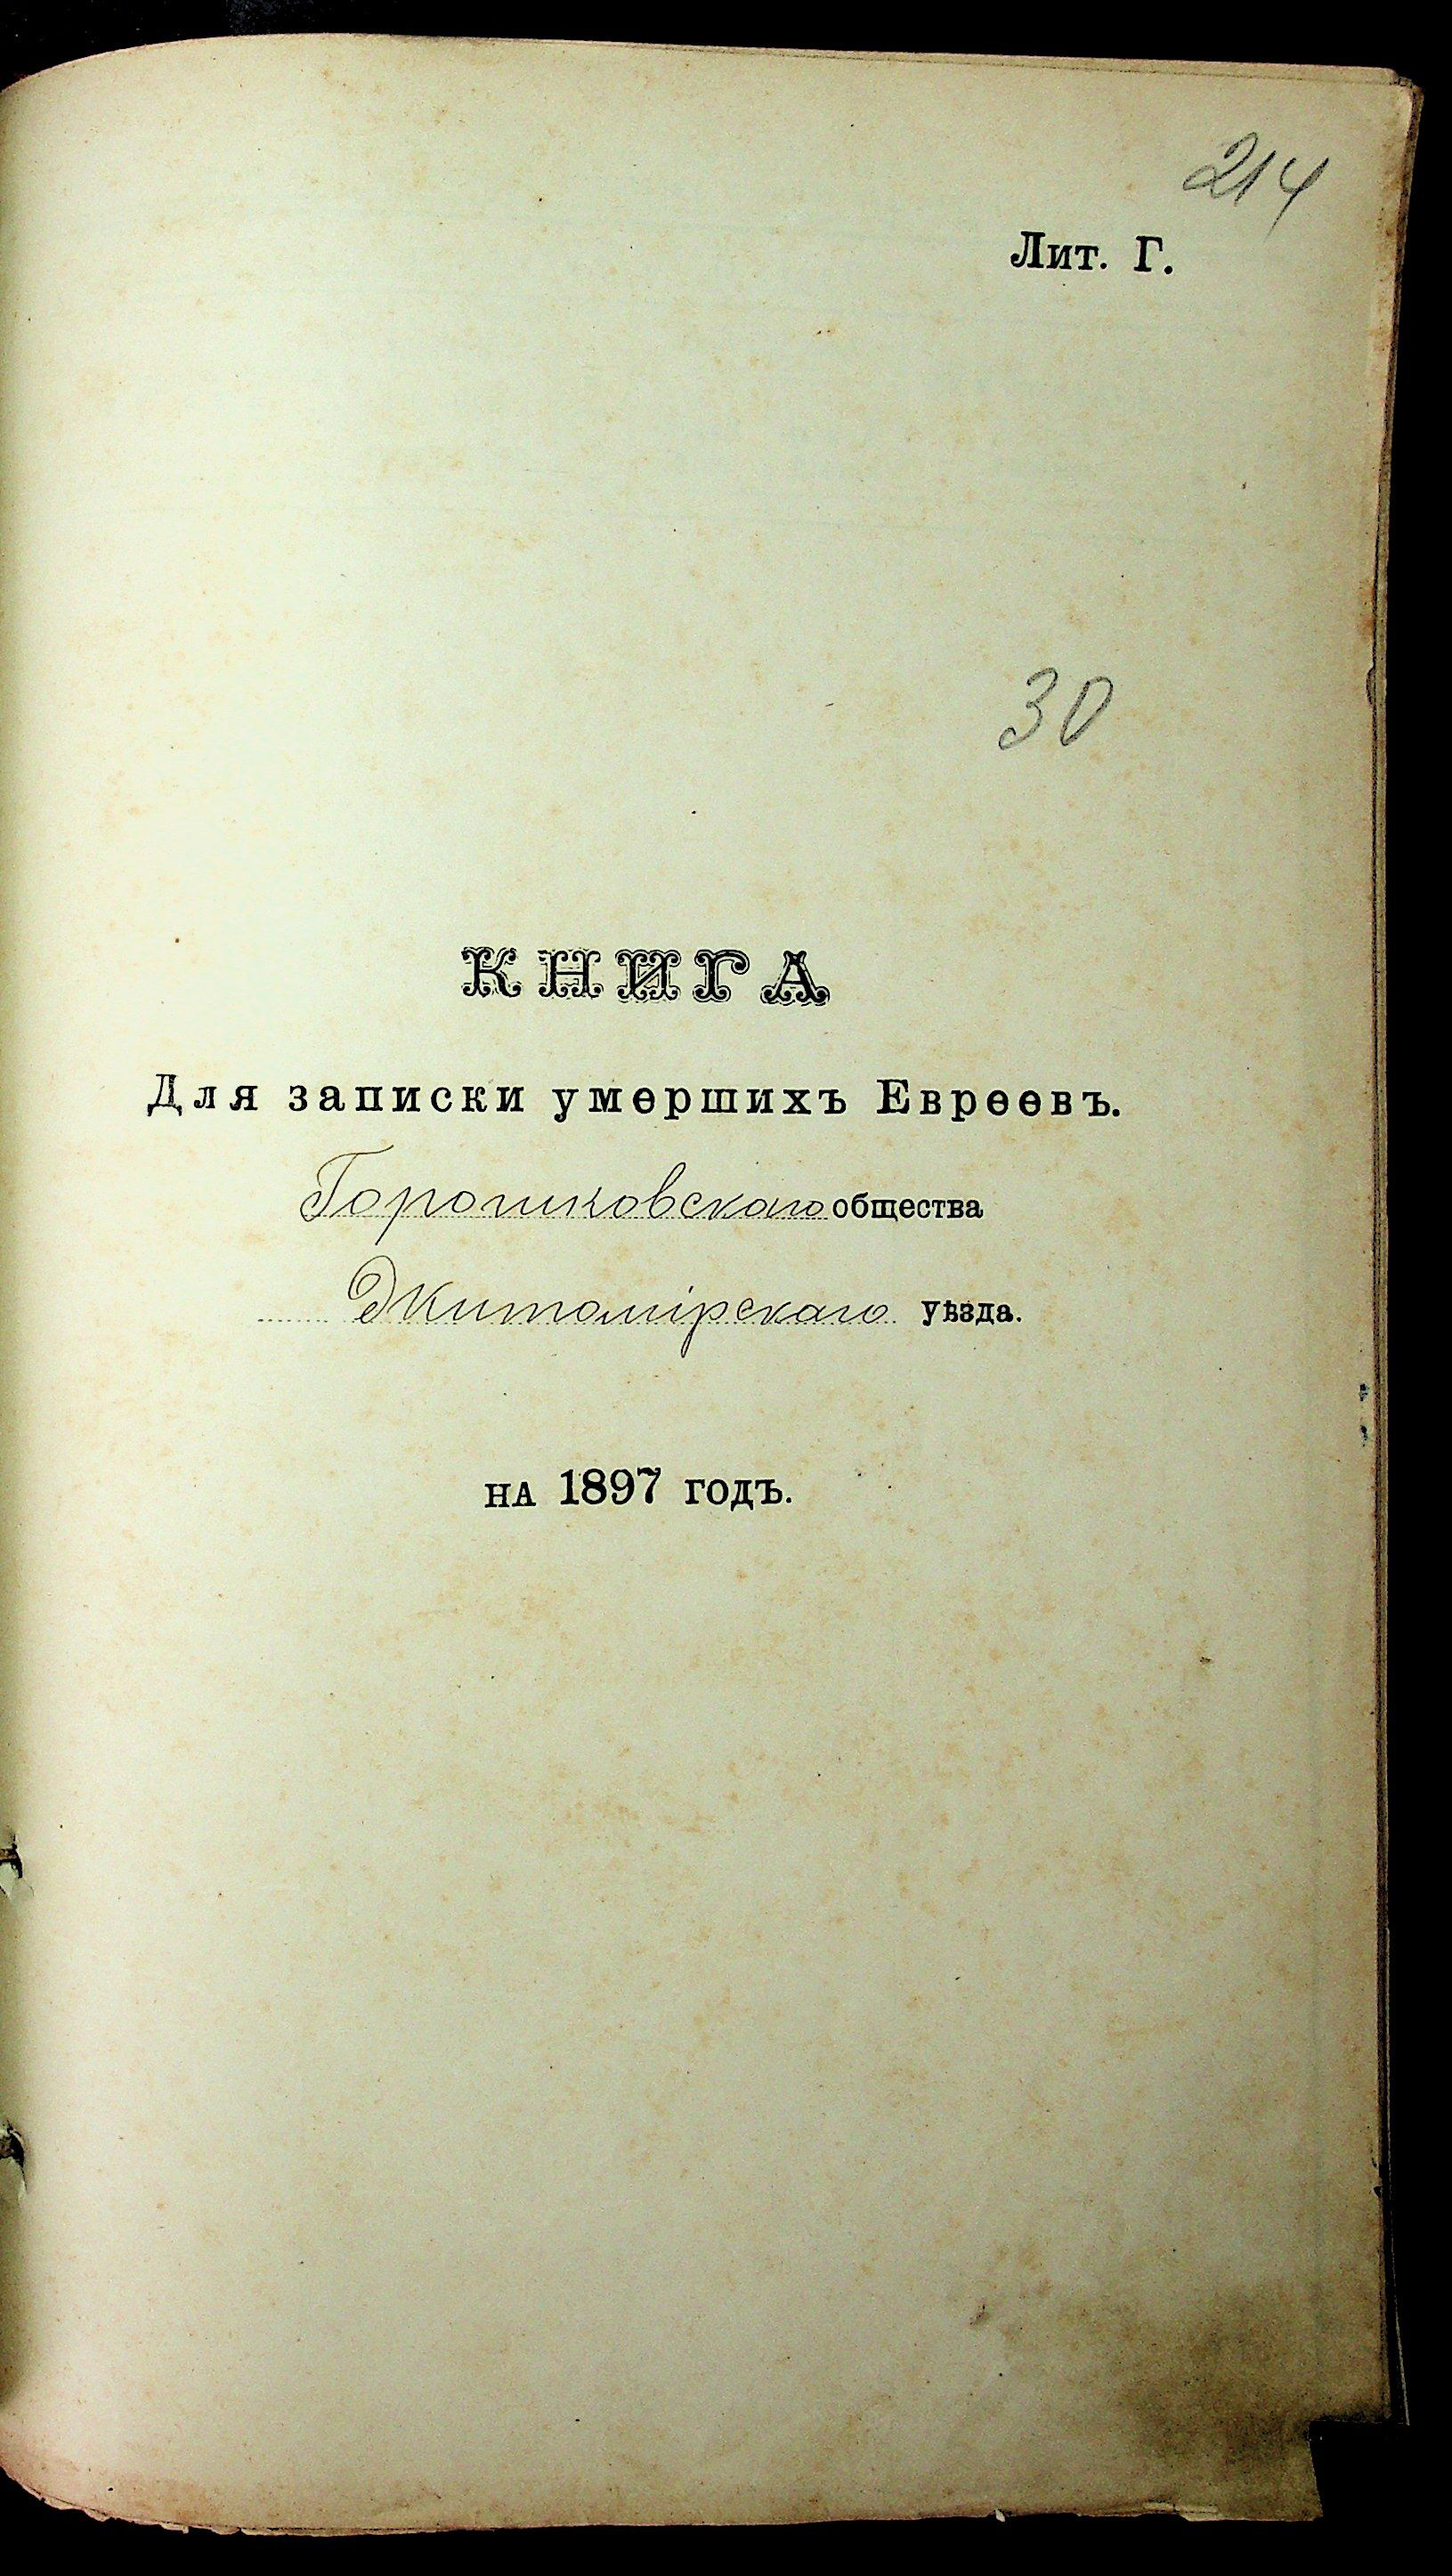 214
Лит. Г.
30
КНИГА
Для записки умершихъ Евреевъ.
Горошковскаго общества
Житомірскаго уѣзда.
на 1897 годъ.